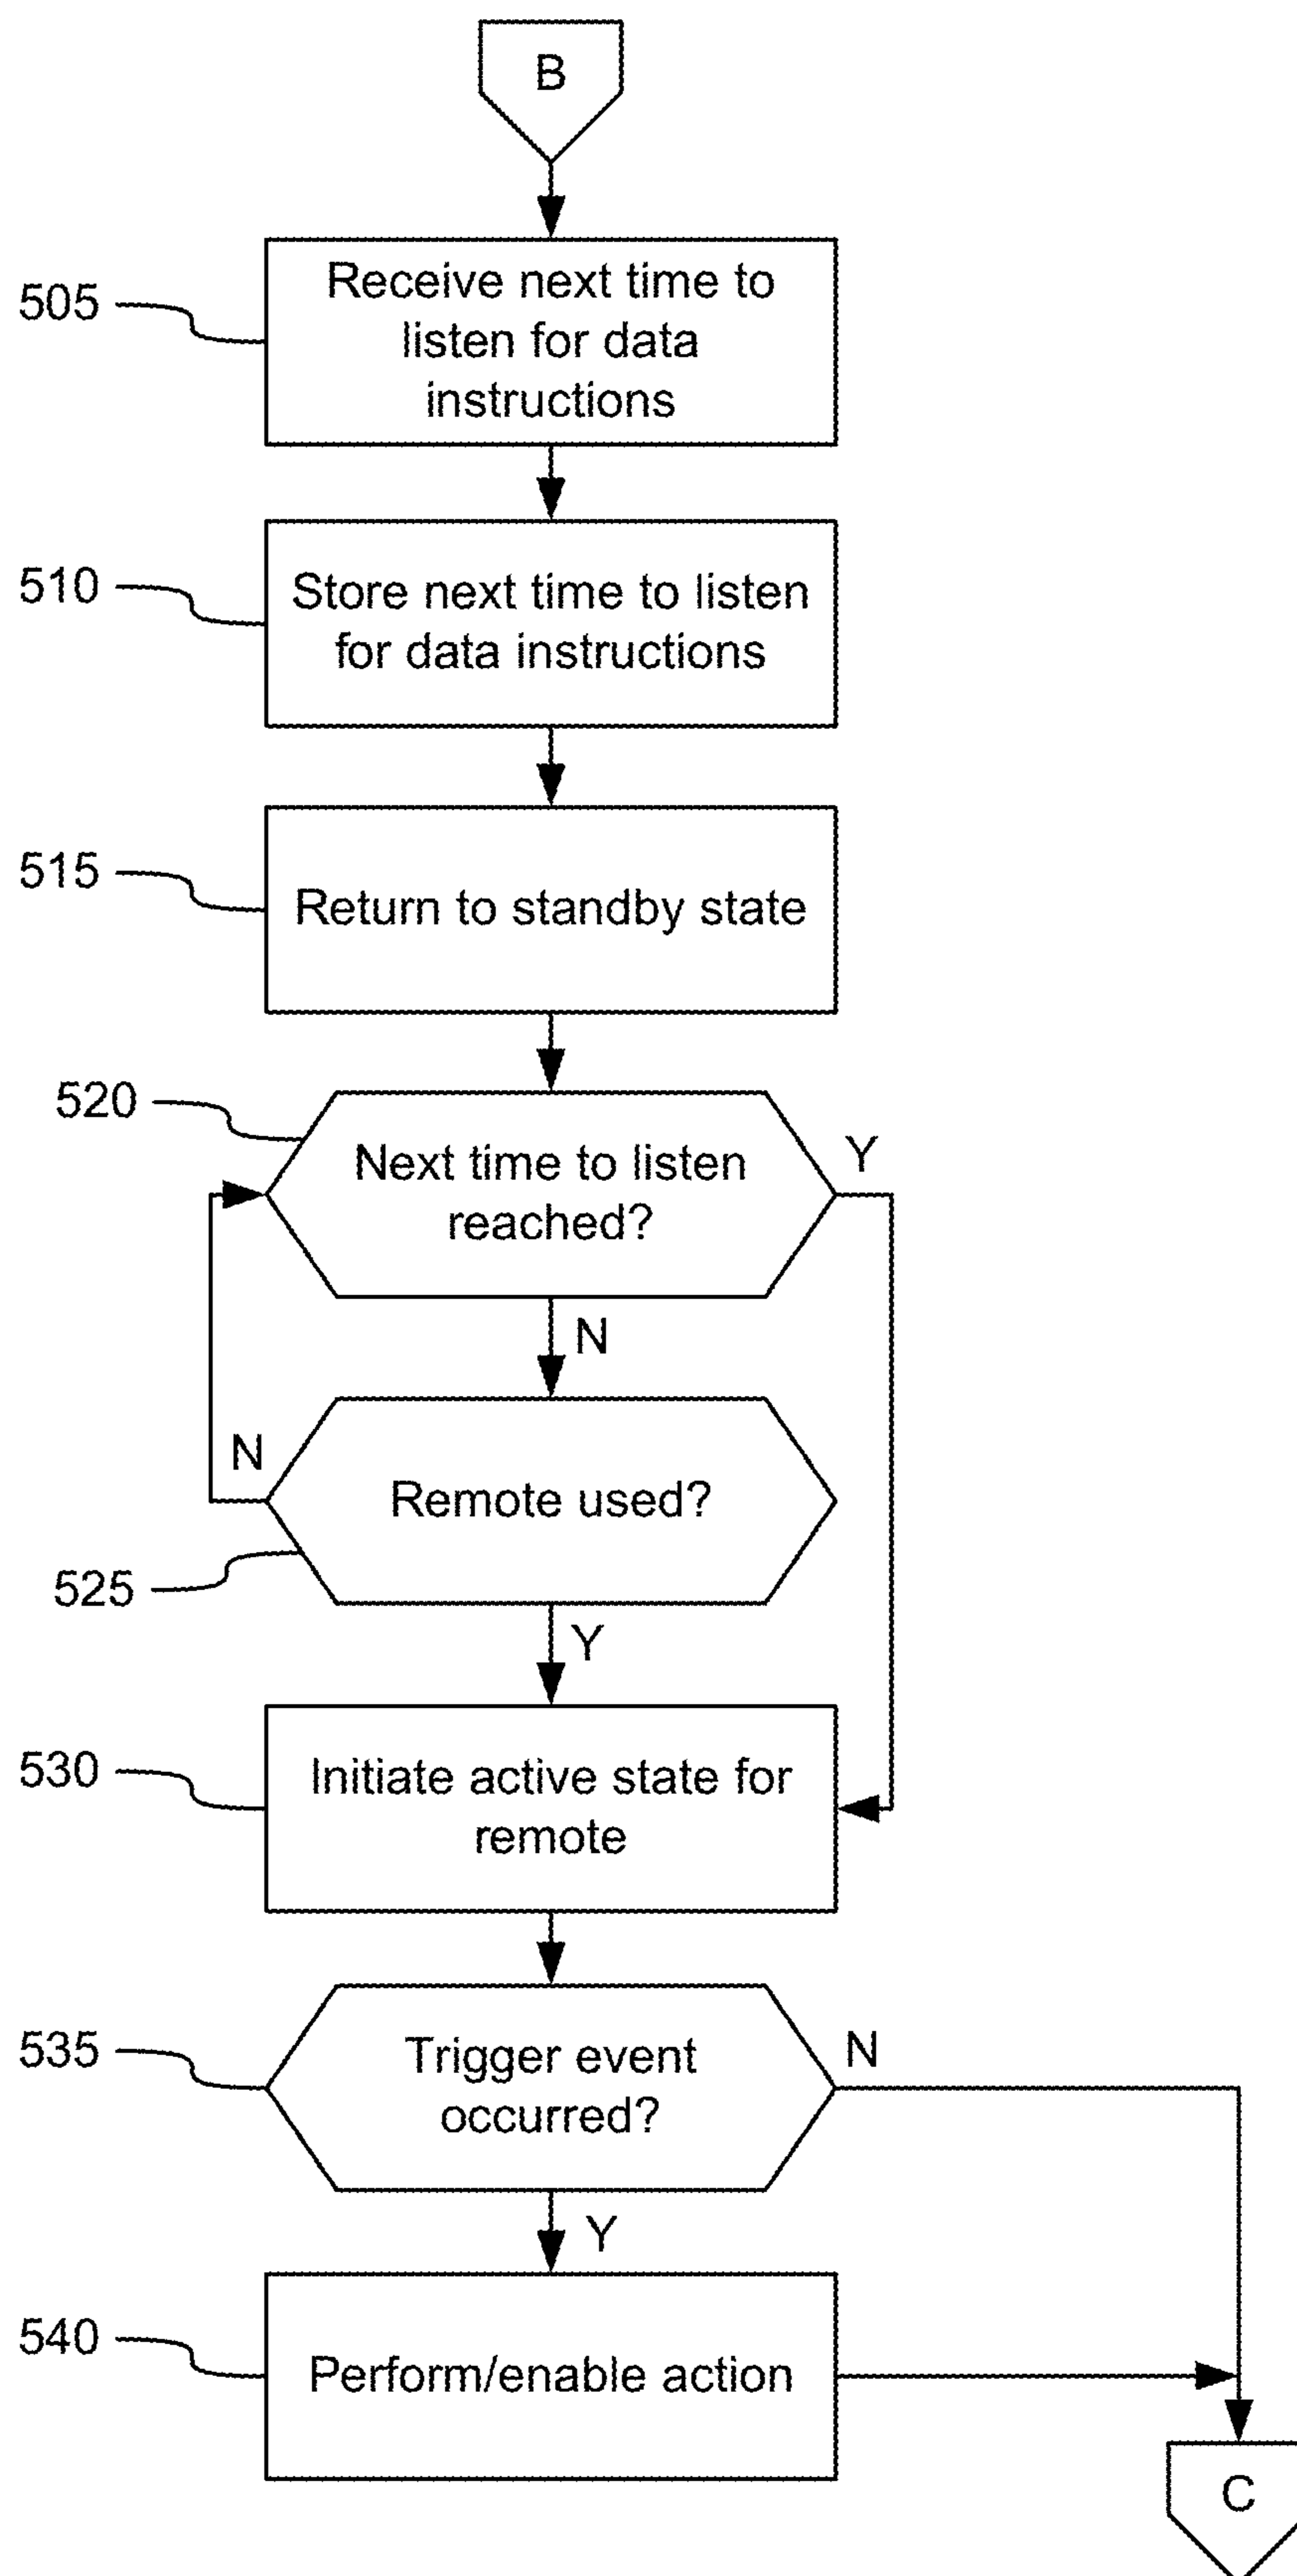 B
505
Receive next time to
listen for data
instructions
510
Store next time to listen
for data instructions
515
Return to standby state
520
Next time to listen
reached?
Y
N
N
Remote used?
525
Y
530
Initiate active state for
remote
535
Trigger event
occurred?
N
Y
540
Perform/enable action
C